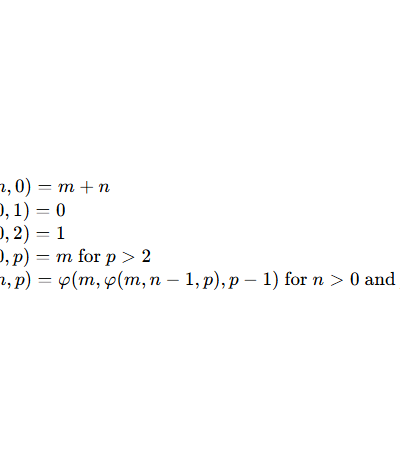 , 0) = m + n
, 1) = 0
, 2) = 1
, p) = m for p > 2
, p) = φ(m, φ(m, n − 1, p), p − 1) for n > 0 and